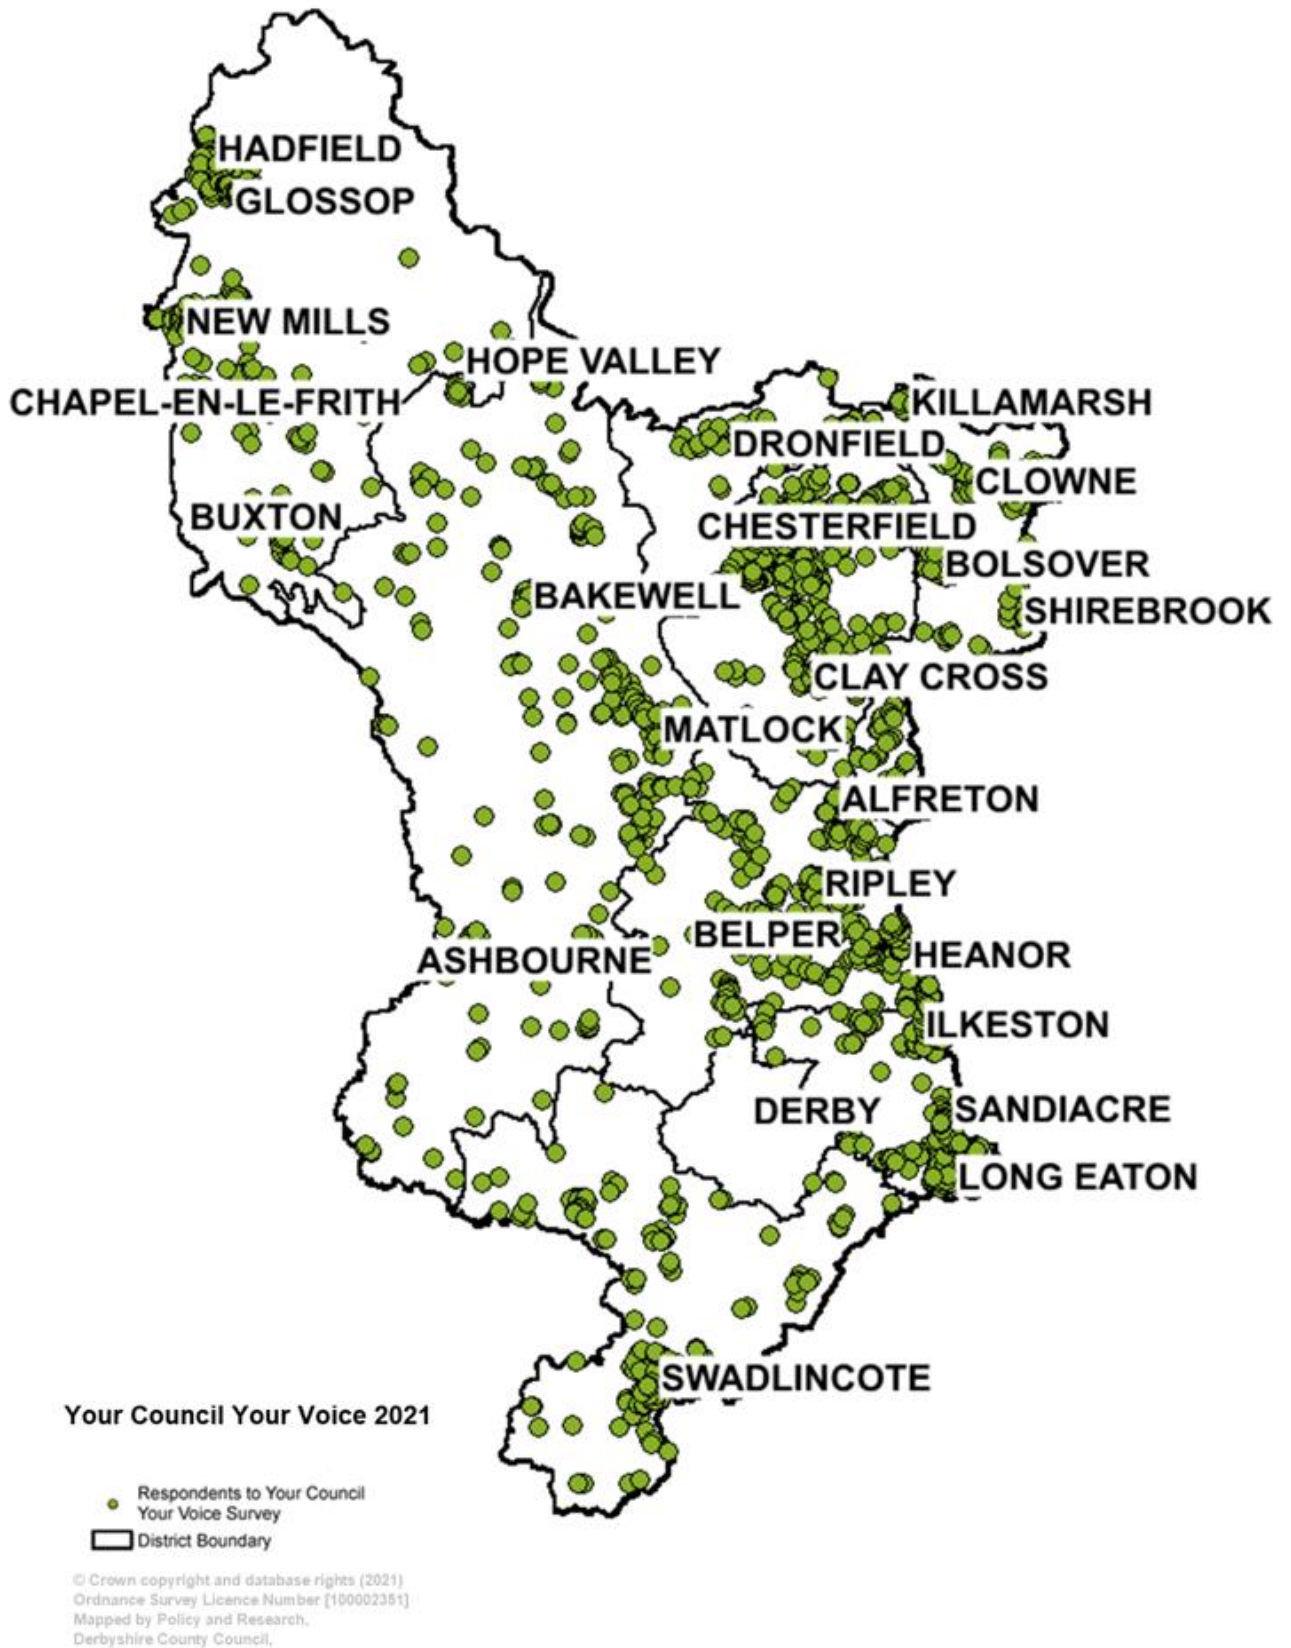 HADFIELD
GLOSSOP
NEW MILLS
HOPE VALLEY
CHAPEL-EN-LE-FRITH
KILLAMARSH
DRONFIELD
CLOWNE
BUXTON
CHESTERFIELD
BOLSOVER
BAKEWELL
SHIREBROOK
CLAY CROSS
MATLOCK
ALFRETON
RIPLEY
BELPER
HEANOR
ASHBOURNE
ILKESTON
DERBY
SANDIACRE
LONG EATON
SWADLINCOTE
Your Council Your Voice 2021
Respondents to Your Council
Your Voice Survey
District Boundary
© Crown copyright and database rights (2021)
Ordnance Survey Licence Number [100002351]
Mapped by Policy and Research,
Derbyshire County Council,